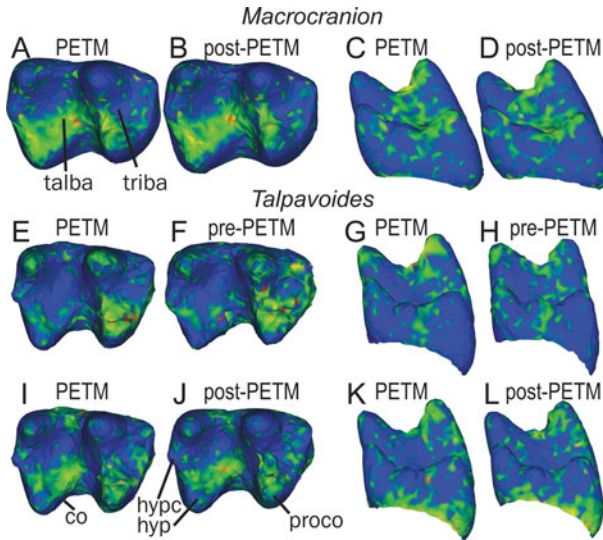 Macrocranion
A PETM B post-PETM C PETM D post-PETM
talba triba
Talpavoides
E PETM F pre-PETM G PETM H pre-PETM
I PETM J post-PETM K PETM L post-PETM
co hypc hyp proco